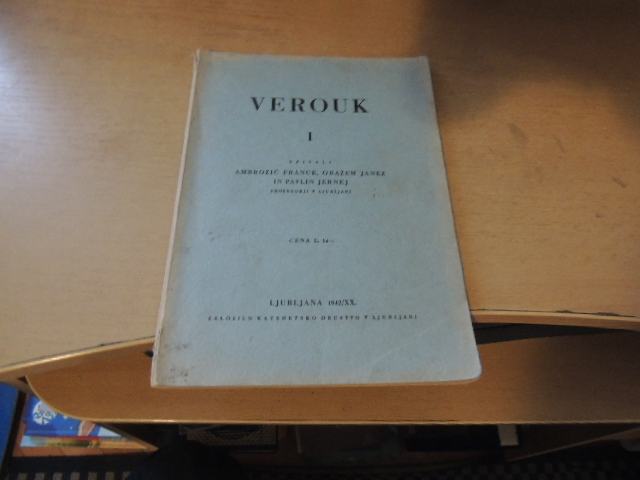 VEROUK
I
SPISALI
AMBROŽIČ FRANCE, GRAŽEM JANEZ
IN PAVLIN JERNEJ
PROFESORJI V LJUBLJANI
CENA L. 14·–
LJUBLJANA 1942/XX.
ZALOŽILO KATEHETSKO DRUŠTVO V LJUBLJANI